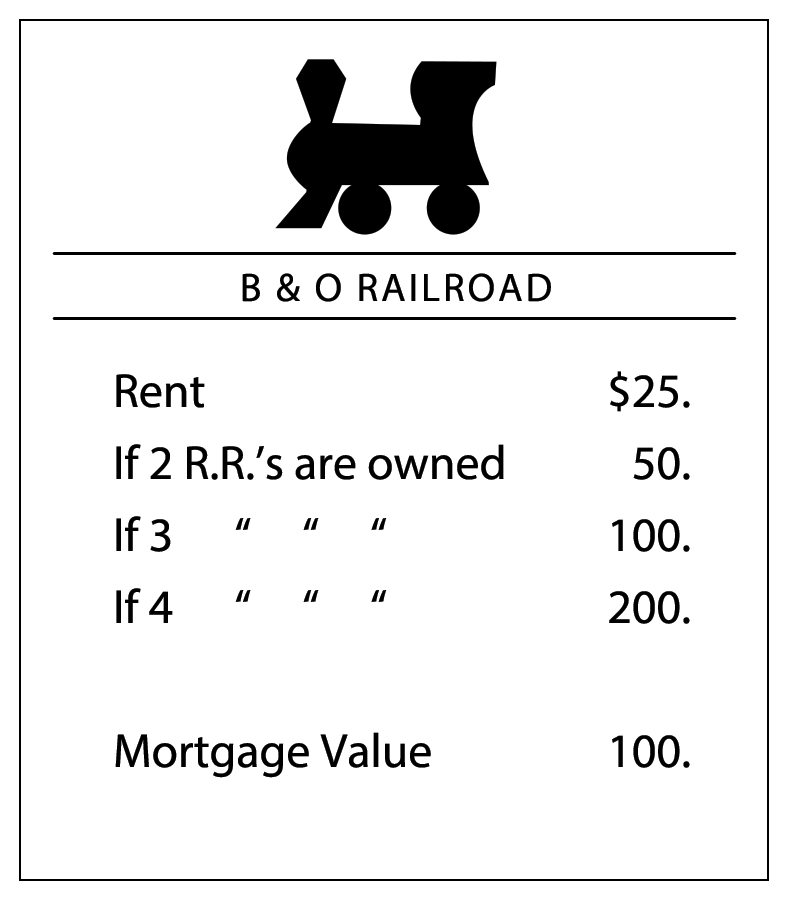 B & O RAILROAD
Rent $25.
If 2 R.R.’s are owned 50.
If 3 “ “ “ 100.
If 4 “ “ “ 200.
Mortgage Value 100.